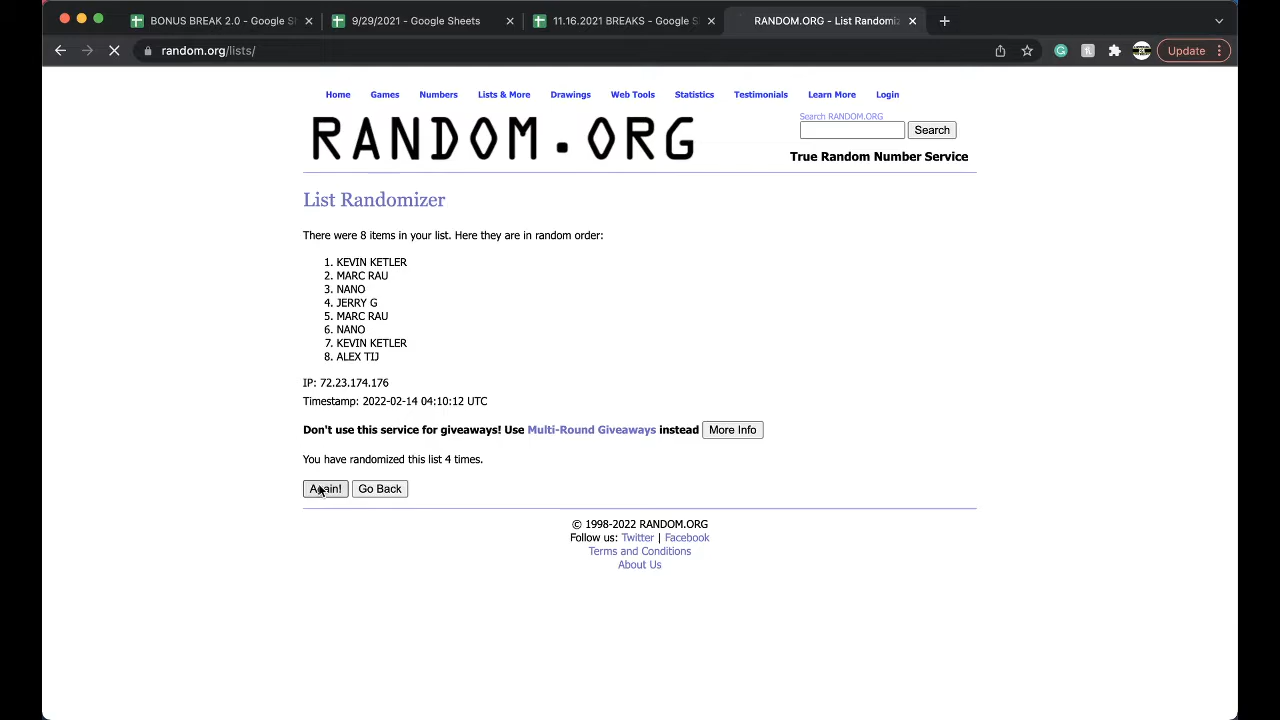 BONUS BREAK 2.0 - Google Sh
9/29/2021 - Google Sheets
11.16.2021 BREAKS - Google S
RANDOM.ORG - List Randomiz
random.org/lists/
Update
Home Games Numbers Lists & More Drawings Web Tools Statistics Testimonials Learn More Login
RANDOM.ORG
Search RANDOM.ORG
Search
True Random Number Service
List Randomizer
There were 8 items in your list. Here they are in random order:
1. KEVIN KETLER
2. MARC RAU
3. NANO
4. JERRY G
5. MARC RAU
6. NANO
7. KEVIN KETLER
8. ALEX TIJ
IP: 72.23.174.176
Timestamp: 2022-02-14 04:10:12 UTC
Don't use this service for giveaways! Use Multi-Round Giveaways instead More Info
You have randomized this list 4 times.
Again! Go Back
© 1998-2022 RANDOM.ORG
Follow us: Twitter | Facebook
Terms and Conditions
About Us